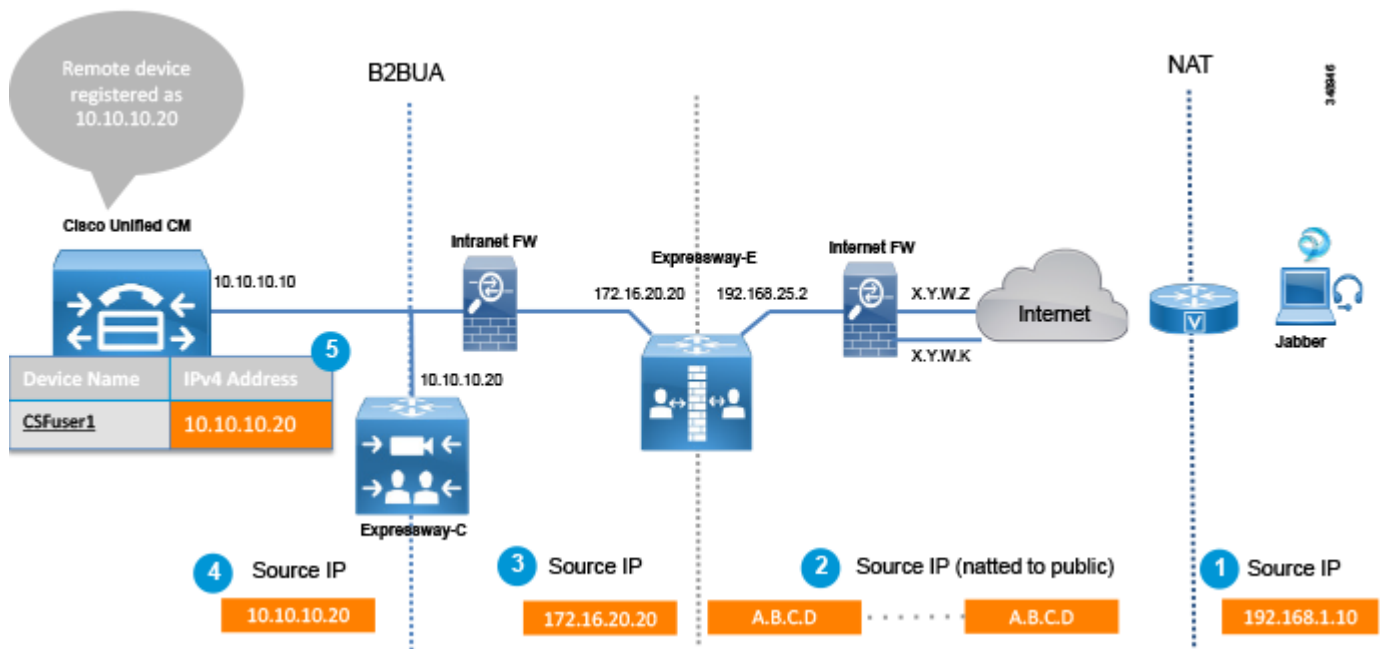 Remote device
registered as
10.10.10.20
B2BUA
NAT
348946
Cisco Unified CM
Intranet FW
Expressway-E
Internet FW
10.10.10.10
172.16.20.20
192.168.25.2
X.Y.W.Z
Internet
V
Jabber
X.Y.W.K
5
10.10.10.20
Device Name IPv4 Address
CSFuser1 10.10.10.20
Expressway-C
4 Source IP
10.10.10.20
3 Source IP
172.16.20.20
2 Source IP (natted to public)
A.B.C.D A.B.C.D
1 Source IP
192.168.1.10